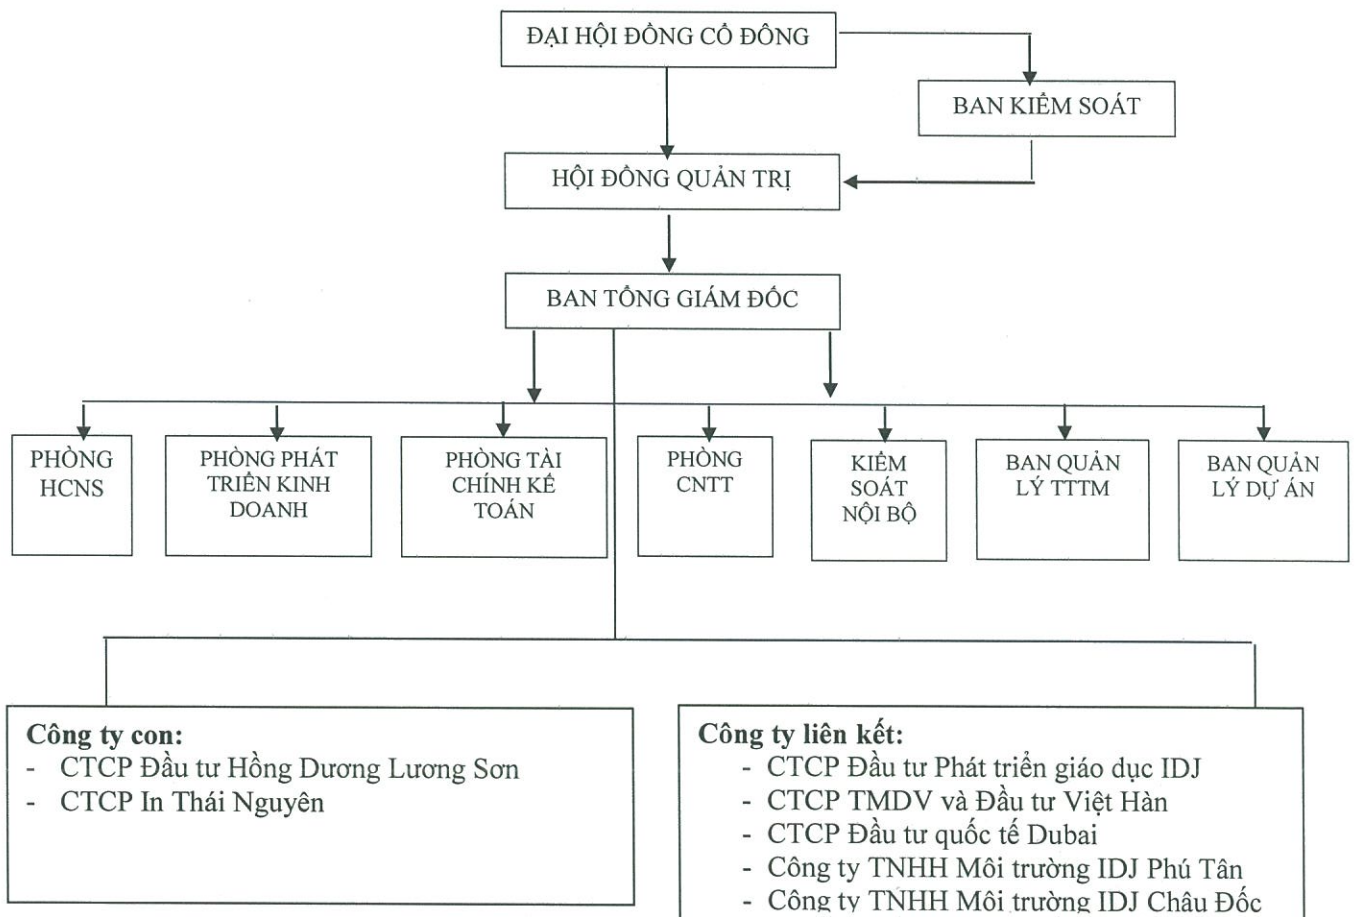 ĐẠI HỘI ĐỒNG CỔ ĐÔNG
BAN KIỂM SOÁT
HỘI ĐỒNG QUẢN TRỊ
BAN TỔNG GIÁM ĐỐC
PHÒNG
HCNS
PHÒNG PHÁT
TRIỂN KINH
DOANH
PHÒNG TÀI
CHÍNH KẾ
TOÁN
PHÒNG
CNTT
KIỂM
SOÁT
NỘI BỘ
BAN QUẢN
LÝ TTTM
BAN QUẢN
LÝ DỰ ÁN
Công ty con:
- CTCP Đầu tư Hồng Dương Lương Sơn
- CTCP In Thái Nguyên
Công ty liên kết:
- CTCP Đầu tư Phát triển giáo dục IDJ
- CTCP TMDV và Đầu tư Việt Hàn
- CTCP Đầu tư quốc tế Dubai
- Công ty TNHH Môi trường IDJ Phú Tân
- Công ty TNHH Môi trường IDJ Châu Đốc